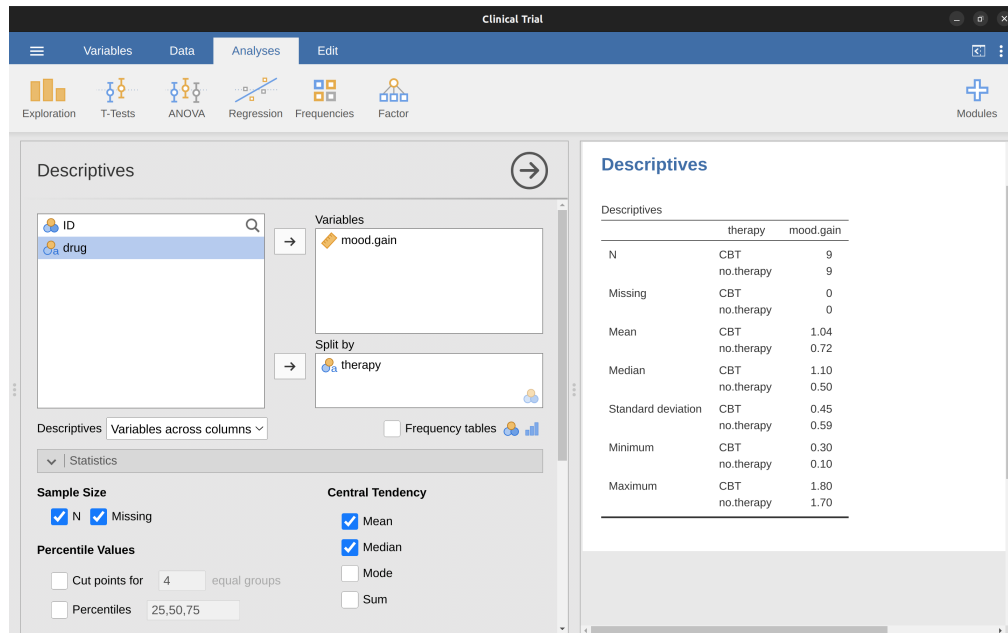 Clinical Trial
Variables Data Analyses Edit
Exploration T-Tests ANOVA Regression Frequencies Factor Modules
Descriptives
ID
a drug
Variables
mood.gain
Split by
a therapy
Descriptives Variables across columns Frequency tables
Statistics
Sample Size
N Missing
Percentile Values
Cut points for 4 equal groups
Percentiles 25,50,75
Central Tendency
Mean
Median
Mode
Sum
Descriptives
Descriptives
therapy mood.gain
N CBT 9
no.therapy 9
Missing CBT 0
no.therapy 0
Mean CBT 1.04
no.therapy 0.72
Median CBT 1.10
no.therapy 0.50
Standard deviation CBT 0.45
no.therapy 0.59
Minimum CBT 0.30
no.therapy 0.10
Maximum CBT 1.80
no.therapy 1.70